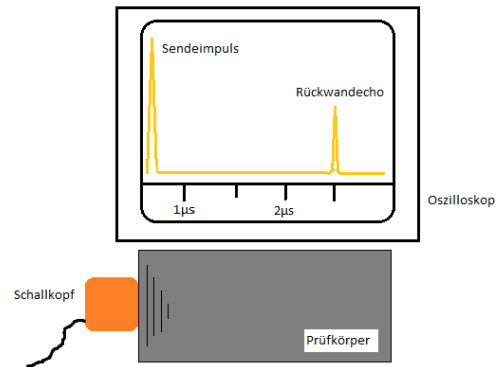 Sendeimpuls
Rückwandecho
1µs
2µs
Oszilloskop
Schallkopf
Prüfkörper